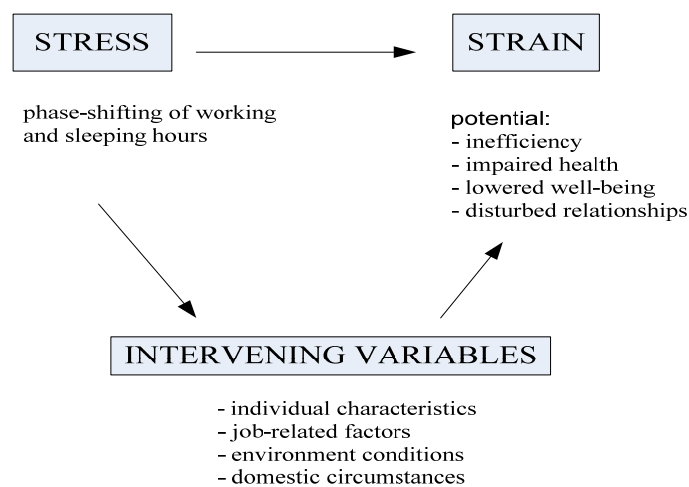 STRESS
STRAIN
phase-shifting of working
and sleeping hours
potential:
- inefficiency
- impaired health
- lowered well-being
- disturbed relationships
INTERVENING VARIABLES
- individual characteristics
- job-related factors
- environment conditions
- domestic circumstances